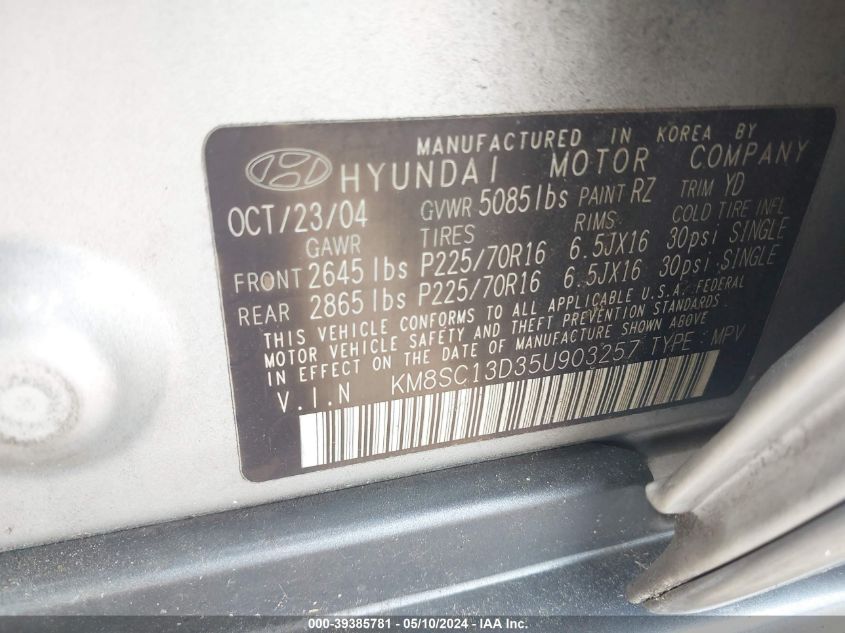 MANUFACTURED IN KOREA BY
HYUNDAI MOTOR COMPANY
OCT/23/04 GVWR 5085lbs PAINT RZ TRIM YD
GAWR TIRES RIMS COLD TIRE INFL
FRONT 2645 lbs P225/70R16 6.5JX16 30psi SINGLE
REAR 2865 lbs P225/70R16 6.5JX16 30psi SINGLE
THIS VEHICLE CONFORMS TO ALL APPLICABLE U.S.A. FEDERAL
MOTOR VEHICLE SAFETY AND THEFT PREVENTION STANDARDS
IN EFFECT ON THE DATE OF MANUFACTURE SHOWN ABOVE
V.I.N KM8SC13D35U903257 TYPE : MPV
000-39385781 - 05/10/2024 - IAA Inc.